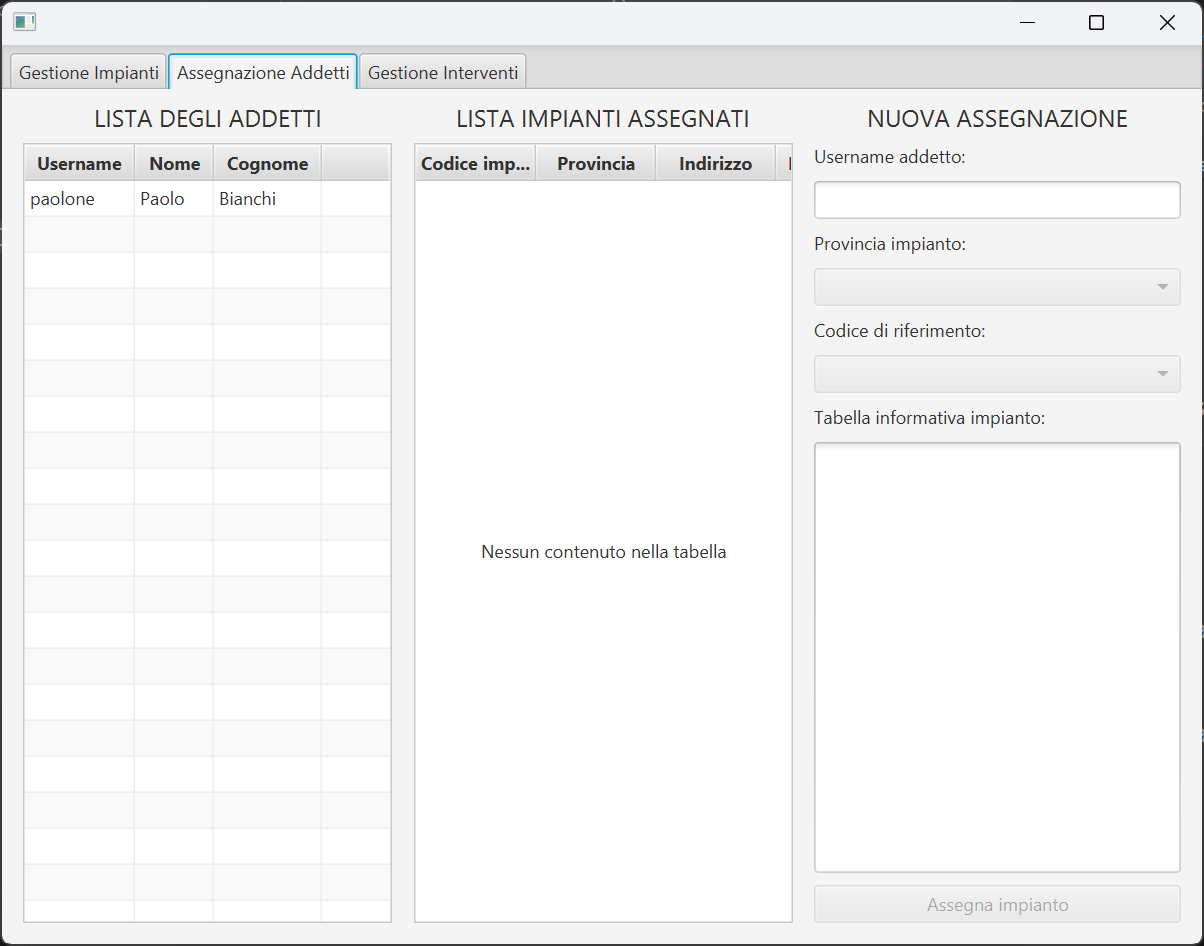 Gestione Impianti
Assegnazione Addetti
Gestione Interventi
LISTA DEGLI ADDETTI
Username Nome Cognome
paolone Paolo Bianchi
LISTA IMPIANTI ASSEGNATI
Codice imp... Provincia Indirizzo
Nessun contenuto nella tabella
NUOVA ASSEGNAZIONE
Username addetto:
Provincia impianto:
Codice di riferimento:
Tabella informativa impianto:
Assegna impianto